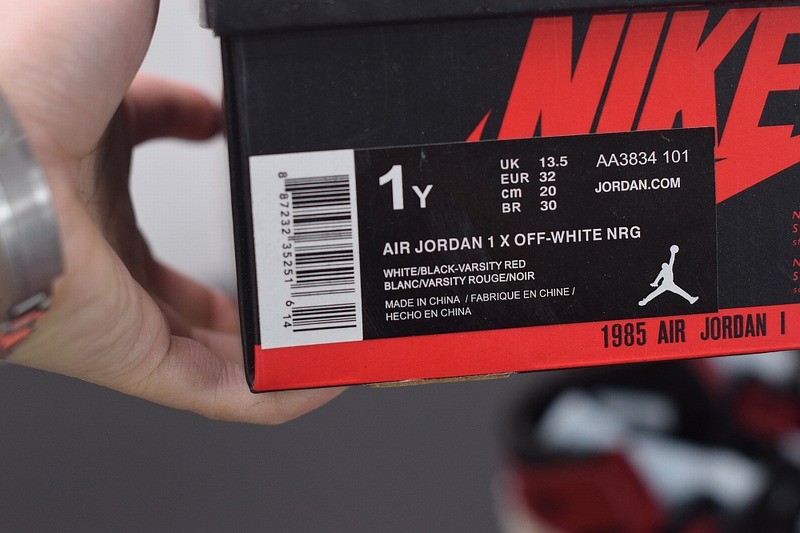 NIKE
1Y
UK 13.5
EUR 32
cm 20
BR 30
AA3834 101
JORDAN.COM
AIR JORDAN 1 X OFF-WHITE NRG
WHITE/BLACK-VARSITY RED
BLANC/VARSITY ROUGE/NOIR
MADE IN CHINA / FABRIQUE EN CHINE /
HECHO EN CHINA
8 87232 35251 6 14
1985 AIR JORDAN I